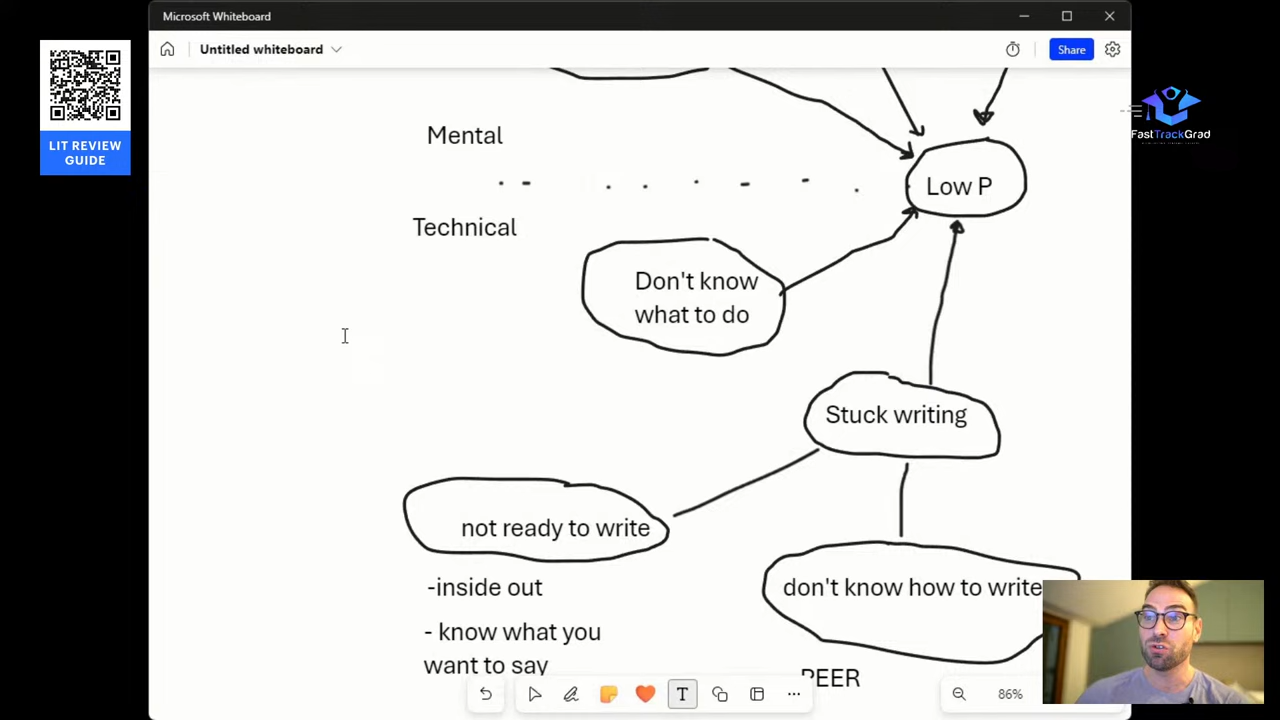 Microsoft Whiteboard
Untitled whiteboard
Share
LIT REVIEW
GUIDE
FastTrackGrad
Mental
Low P
Technical
Don't know
what to do
Stuck writing
not ready to write
-inside out
don't know how to write
- know what you
want to say
PEER
T
86%